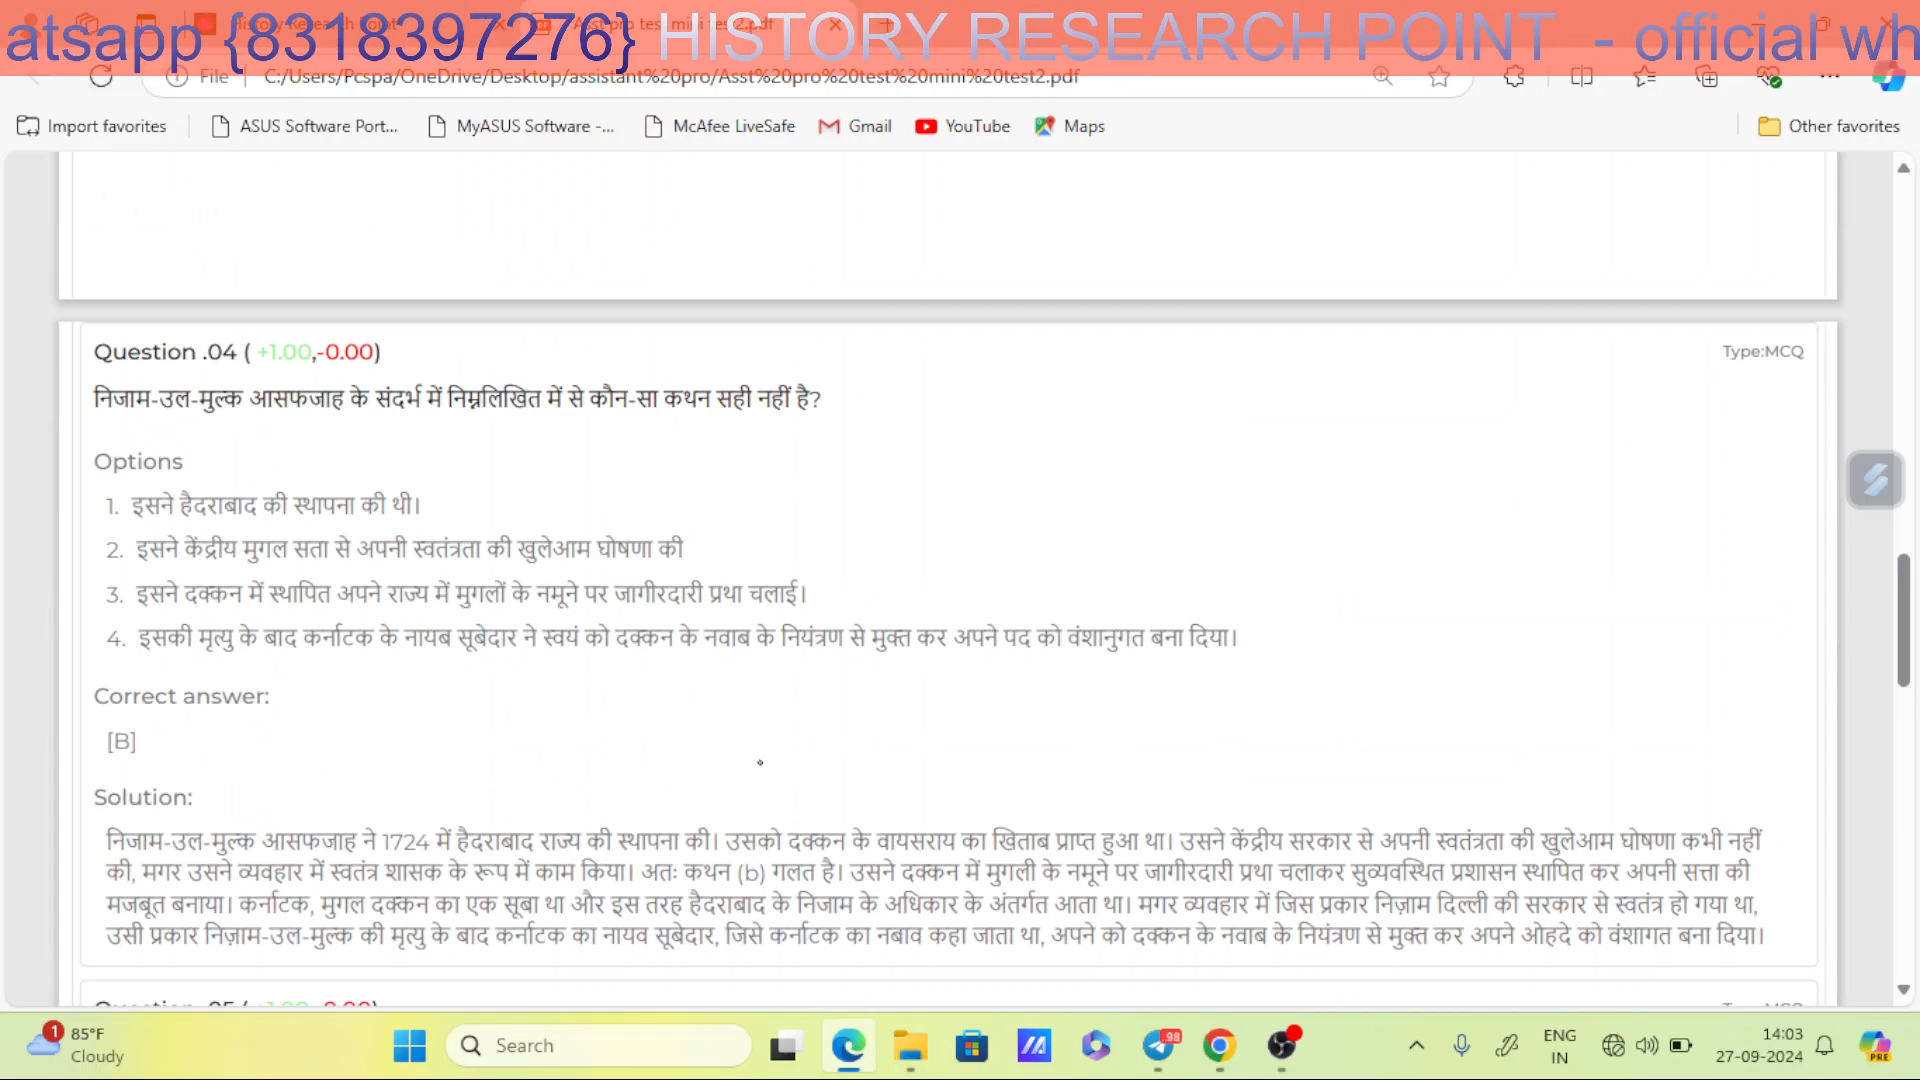 atsapp {8318397276} HISTORY RESEARCH POINT - official wh
File C:/Users/Pcspa/OneDrive/Desktop/assistant%20pro/Asst%20pro%20test%20mini%20test2.pdf
Import favorites ASUS Software Port... MyASUS Software -... McAfee LiveSafe Gmail YouTube Maps Other favorites
Question .04 ( +1.00,-0.00) Type:MCQ
निजाम-उल-मुल्क आसफजाह के संदर्भ में निम्नलिखित में से कौन-सा कथन सही नहीं है?
Options
1. इसने हैदराबाद की स्थापना की थी।
2. इसने केंद्रीय मुगल सता से अपनी स्वतंत्रता की खुलेआम घोषणा की
3. इसने दक्कन में स्थापित अपने राज्य में मुगलों के नमूने पर जागीरदारी प्रथा चलाई।
4. इसकी मृत्यु के बाद कर्नाटक के नायब सूबेदार ने स्वयं को दक्कन के नवाब के नियंत्रण से मुक्त कर अपने पद को वंशानुगत बना दिया।
Correct answer:
[B]
Solution:
निजाम-उल-मुल्क आसफजाह ने 1724 में हैदराबाद राज्य की स्थापना की। उसको दक्कन के वायसराय का खिताब प्राप्त हुआ था। उसने केंद्रीय सरकार से अपनी स्वतंत्रता की खुलेआम घोषणा कभी नहीं
की, मगर उसने व्यवहार में स्वतंत्र शासक के रूप में काम किया। अतः कथन (b) गलत है। उसने दक्कन में मुगली के नमूने पर जागीरदारी प्रथा चलाकर सुव्यवस्थित प्रशासन स्थापित कर अपनी सत्ता की
मजबूत बनाया। कर्नाटक, मुगल दक्कन का एक सूबा था और इस तरह हैदराबाद के निजाम के अधिकार के अंतर्गत आता था। मगर व्यवहार में जिस प्रकार निज़ाम दिल्ली की सरकार से स्वतंत्र हो गया था,
उसी प्रकार निज़ाम-उल-मुल्क की मृत्यु के बाद कर्नाटक का नायव सूबेदार, जिसे कर्नाटक का नबाव कहा जाता था, अपने को दक्कन के नवाब के नियंत्रण से मुक्त कर अपने ओहदे को वंशागत बना दिया।
85°F
Cloudy
Search
98
ENG
IN
14:03
27-09-2024